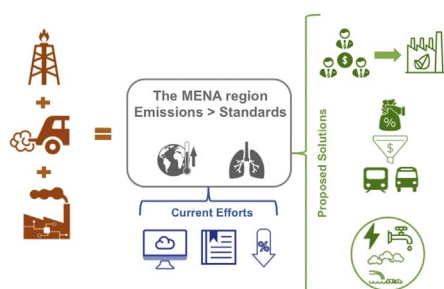 +
+
=
The MENA region
Emissions > Standards
Current Efforts
%
Proposed Solutions
$
%
$